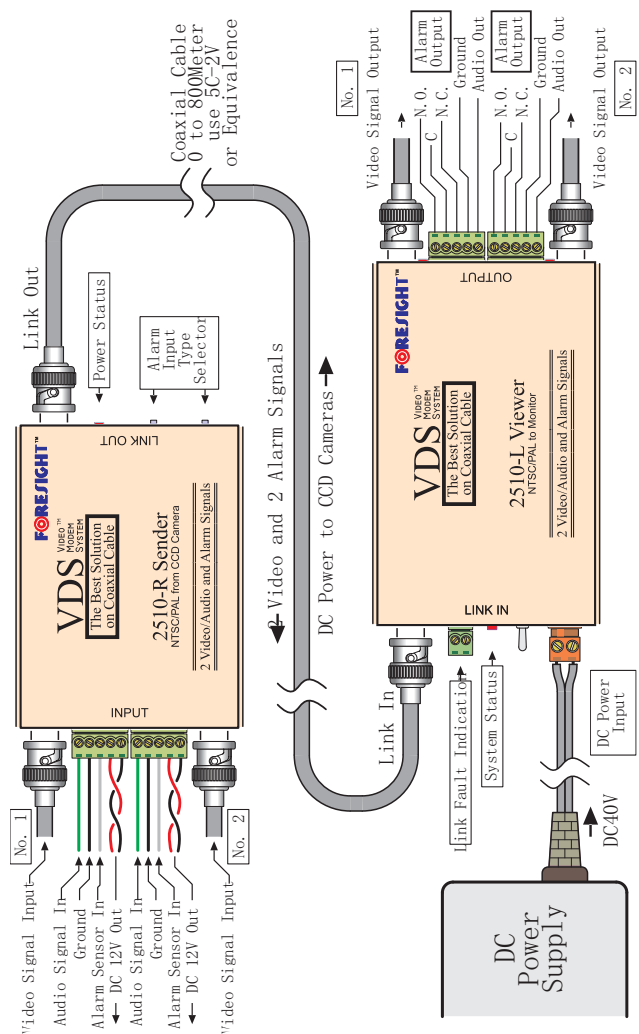 Coaxial Cable
0 to 800Meter
use 5C-2V
or Equivalence
Link Out
Power Status
Alarm
Input
Type
Selector
FORESIGHT™
VDS VIDEO™
MODEM
SYSTEM
The Best Solution
on Coaxial Cable
2510-R Sender
NTSC/PAL from CCD Camera
2 Video/Audio and Alarm Signals
LINK OUT
INPUT
No. 1
Video Signal Input
Audio Signal In
Ground
Alarm Sensor In
DC 12V Out
Audio Signal In
Ground
Alarm Sensor In
DC 12V Out
No. 2
Video Signal Input
2 Video and 2 Alarm Signals
DC Power to CCD Cameras
No. 1
Video Signal Output
Alarm
Output
N.O.
C
N.C.
Ground
Audio Out
Alarm
Output
N.O.
C
N.C.
Ground
Audio Out
No. 2
Video Signal Output
OUTPUT
FORESIGHT™
VDS VIDEO™
MODEM
SYSTEM
The Best Solution
on Coaxial Cable
2510-L Viewer
NTSC/PAL to Monitor
2 Video/Audio and Alarm Signals
LINK IN
Link In
Link Fault Indication
System Status
DC Power
Input
DC40V
DC
Power
Supply